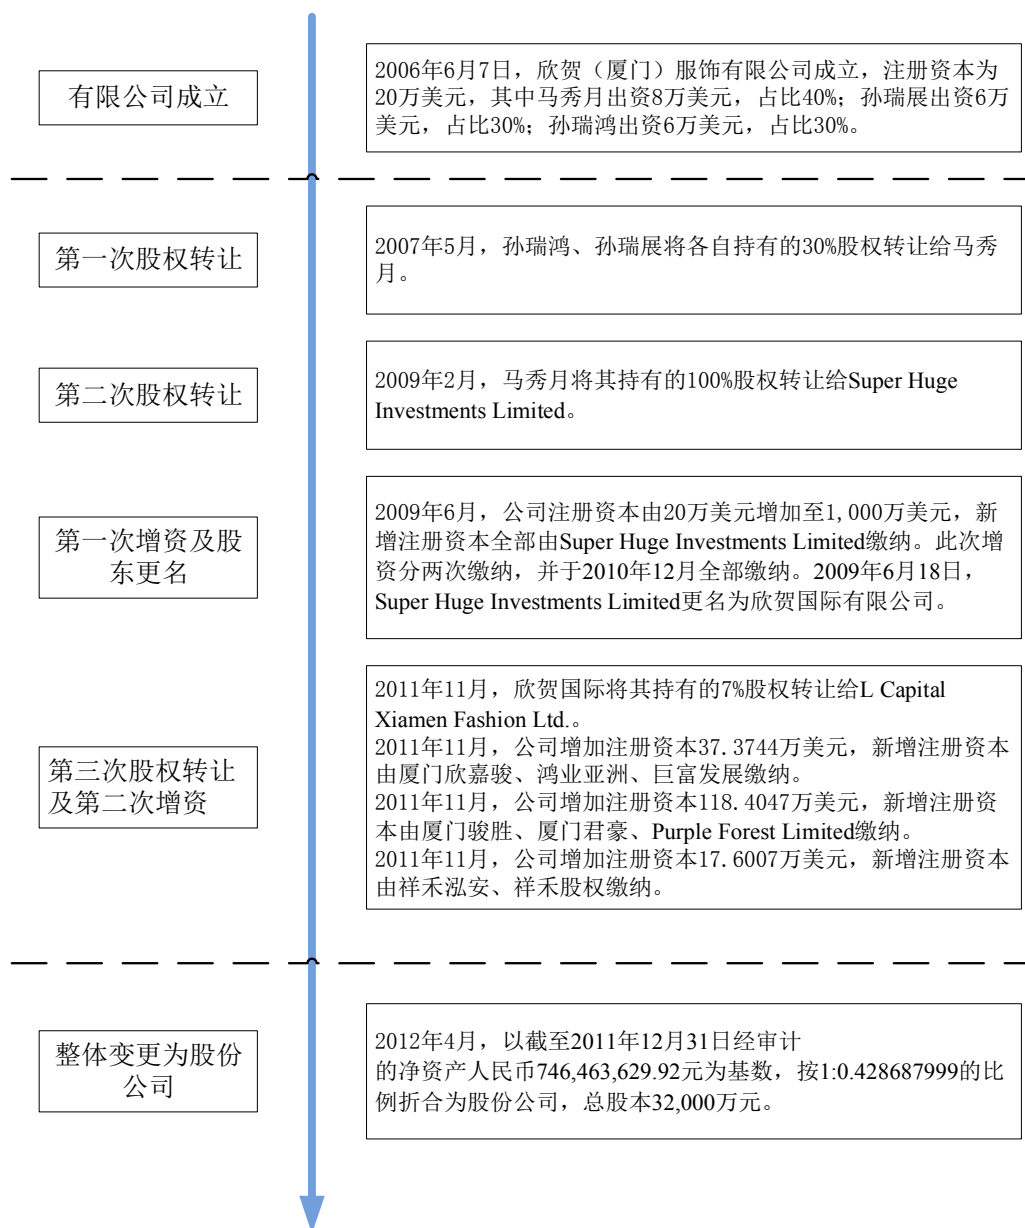 有限公司成立
2006年6月7日，欣贺（厦门）服饰有限公司成立，注册资本为
20万美元，其中马秀月出资8万美元，占比40%；孙瑞展出资6万
美元，占比30%；孙瑞鸿出资6万美元，占比30%。
第一次股权转让
2007年5月，孙瑞鸿、孙瑞展将各自持有的30%股权转让给马秀
月。
第二次股权转让
2009年2月，马秀月将其持有的100%股权转让给Super Huge
Investments Limited。
第一次增资及股
东更名
2009年6月，公司注册资本由20万美元增加至1,000万美元，新
增注册资本全部由Super Huge Investments Limited缴纳。此次增
资分两次缴纳，并于2010年12月全部缴纳。2009年6月18日，
Super Huge Investments Limited更名为欣贺国际有限公司。
第三次股权转让
及第二次增资
2011年11月，欣贺国际将其持有的7%股权转让给L Capital
Xiamen Fashion Ltd.。
2011年11月，公司增加注册资本37.3744万美元，新增注册资本
由厦门欣嘉骏、鸿业亚洲、巨富发展缴纳。
2011年11月，公司增加注册资本118.4047万美元，新增注册资
本由厦门骏胜、厦门君豪、Purple Forest Limited缴纳。
2011年11月，公司增加注册资本17.6007万美元，新增注册资本
由祥禾泓安、祥禾股权缴纳。
整体变更为股份
公司
2012年4月，以截至2011年12月31日经审计
的净资产人民币746,463,629.92元为基数，按1:0.428687999的比
例折合为股份公司，总股本32,000万元。